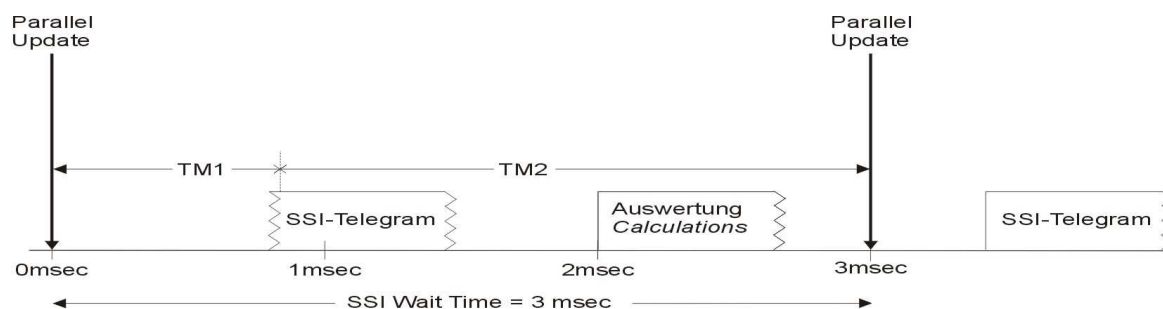 Parallel
Update
Parallel
Update
TM1
TM2
SSI-Telegram
Auswertung
Calculations
SSI-Telegram
0msec
1msec
2msec
3msec
SSI Wait Time = 3 msec